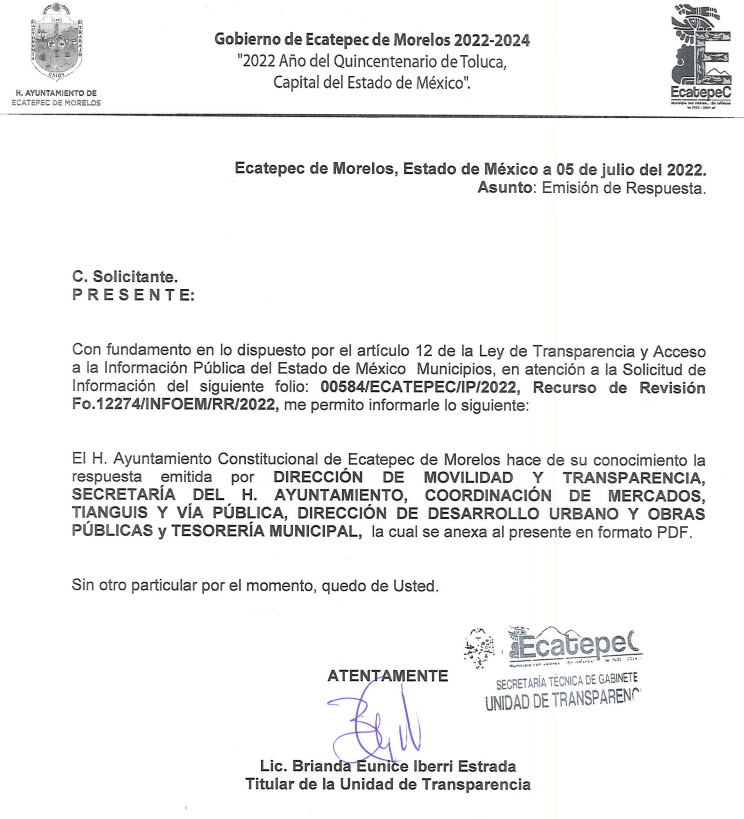 Gobierno de Ecatepec de Morelos 2022-2024
"2022 Año del Quincentenario de Toluca,
Capital del Estado de México".
H. AYUNTAMIENTO DE
ECATEPEC DE MORELOS
EcatepeC
Ecatepec de Morelos, Estado de México a 05 de julio del 2022.
Asunto: Emisión de Respuesta.
C. Solicitante.
P R E S E N T E:
Con fundamento en lo dispuesto por el artículo 12 de la Ley de Transparencia y Acceso
a la Información Pública del Estado de México Municipios, en atención a la Solicitud de
Información del siguiente folio: 00584/ECATEPEC/IP/2022, Recurso de Revisión
Fo.12274/INFOEM/RR/2022, me permito informarle lo siguiente:
El H. Ayuntamiento Constitucional de Ecatepec de Morelos hace de su conocimiento la
respuesta emitida por DIRECCIÓN DE MOVILIDAD Y TRANSPARENCIA,
SECRETARÍA DEL H. AYUNTAMIENTO, COORDINACIÓN DE MERCADOS,
TIANGUIS Y VÍA PÚBLICA, DIRECCIÓN DE DESARROLLO URBANO Y OBRAS
PÚBLICAS y TESORERÍA MUNICIPAL, la cual se anexa al presente en formato PDF.
Sin otro particular por el momento, quedo de Usted.
EcatepeC
SECRETARÍA TÉCNICA DE GABINETE
UNIDAD DE TRANSPARENC
ATENTAMENTE
Lic. Brianda Eunice Iberri Estrada
Titular de la Unidad de Transparencia